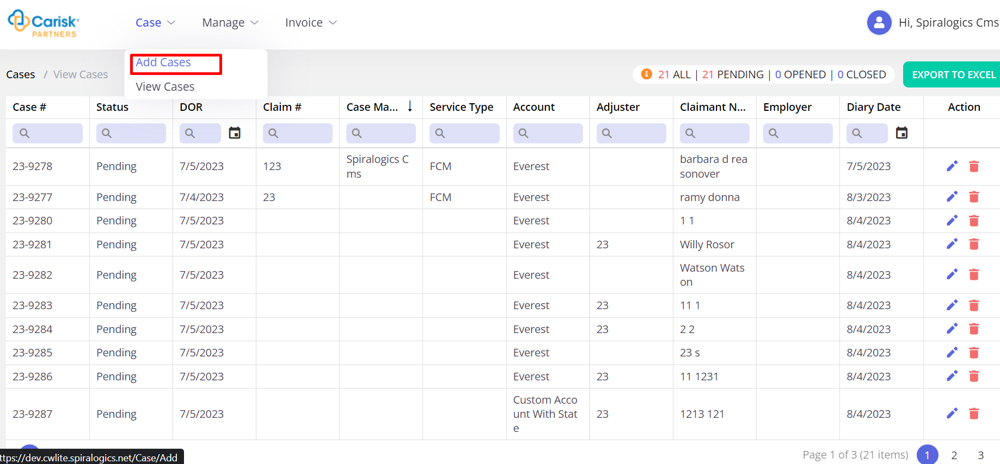 Carisk®
PARTNERS
Case
Manage
Invoice
Hi, Spiralogics Cms
Add Cases
View Cases
Cases / View Cases
21 ALL | 21 PENDING | 0 OPENED | 0 CLOSED
EXPORT TO EXCEL
Case # Status DOR Claim # Case Ma... Service Type Account Adjuster Claimant N... Employer Diary Date Action
23-9278 Pending 7/5/2023 123 Spiralogics C
ms FCM Everest barbara d rea
sonover 7/5/2023
23-9277 Pending 7/4/2023 23 FCM Everest ramy donna 8/3/2023
23-9280 Pending 7/5/2023 Everest 1 1 8/4/2023
23-9281 Pending 7/5/2023 Everest 23 Willy Rosor 8/4/2023
23-9282 Pending 7/5/2023 Everest Watson Wats
on 8/4/2023
23-9283 Pending 7/5/2023 Everest 23 11 1 8/4/2023
23-9284 Pending 7/5/2023 Everest 23 2 2 8/4/2023
23-9285 Pending 7/5/2023 Everest 23 s 8/4/2023
23-9286 Pending 7/5/2023 Everest 23 11 1231 8/4/2023
23-9287 Pending 7/5/2023 Custom Acco
unt With Stat
e 23 1213 121 8/4/2023
ttps://dev.cwlite.spiralogics.net/Case/Add
Page 1 of 3 (21 items) 1 2 3